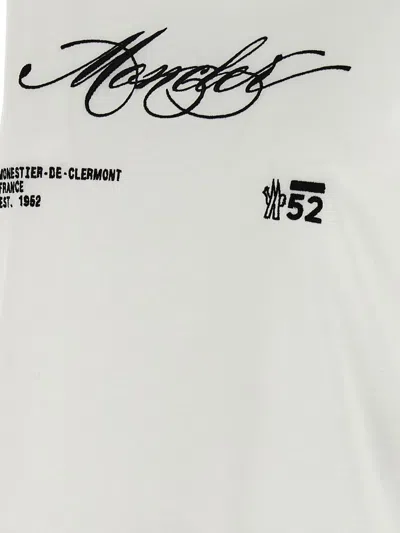 Moncler
MONESTIER-DE-CLERMONT
FRANCE
EST. 1952
52